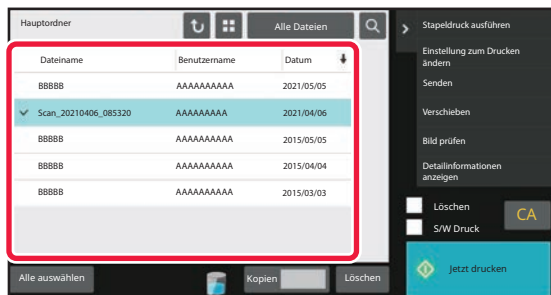 Hauptordner
Alle Dateien
Dateiname Benutzername Datum
BBBBB AAAAAAAAAA 2021/05/05
Scan_20210406_085320 AAAAAAAAA 2021/04/06
BBBBB AAAAAAAAAA 2015/05/05
BBBBB AAAAAAAAAA 2015/04/04
BBBBB AAAAAAAAAA 2015/03/03
Alle auswählen
Kopien
Löschen
Stapeldruck ausführen
Einstellung zum Drucken
ändern
Senden
Verschieben
Bild prüfen
Detailinformationen
anzeigen
Löschen
S/W Druck
CA
Jetzt drucken